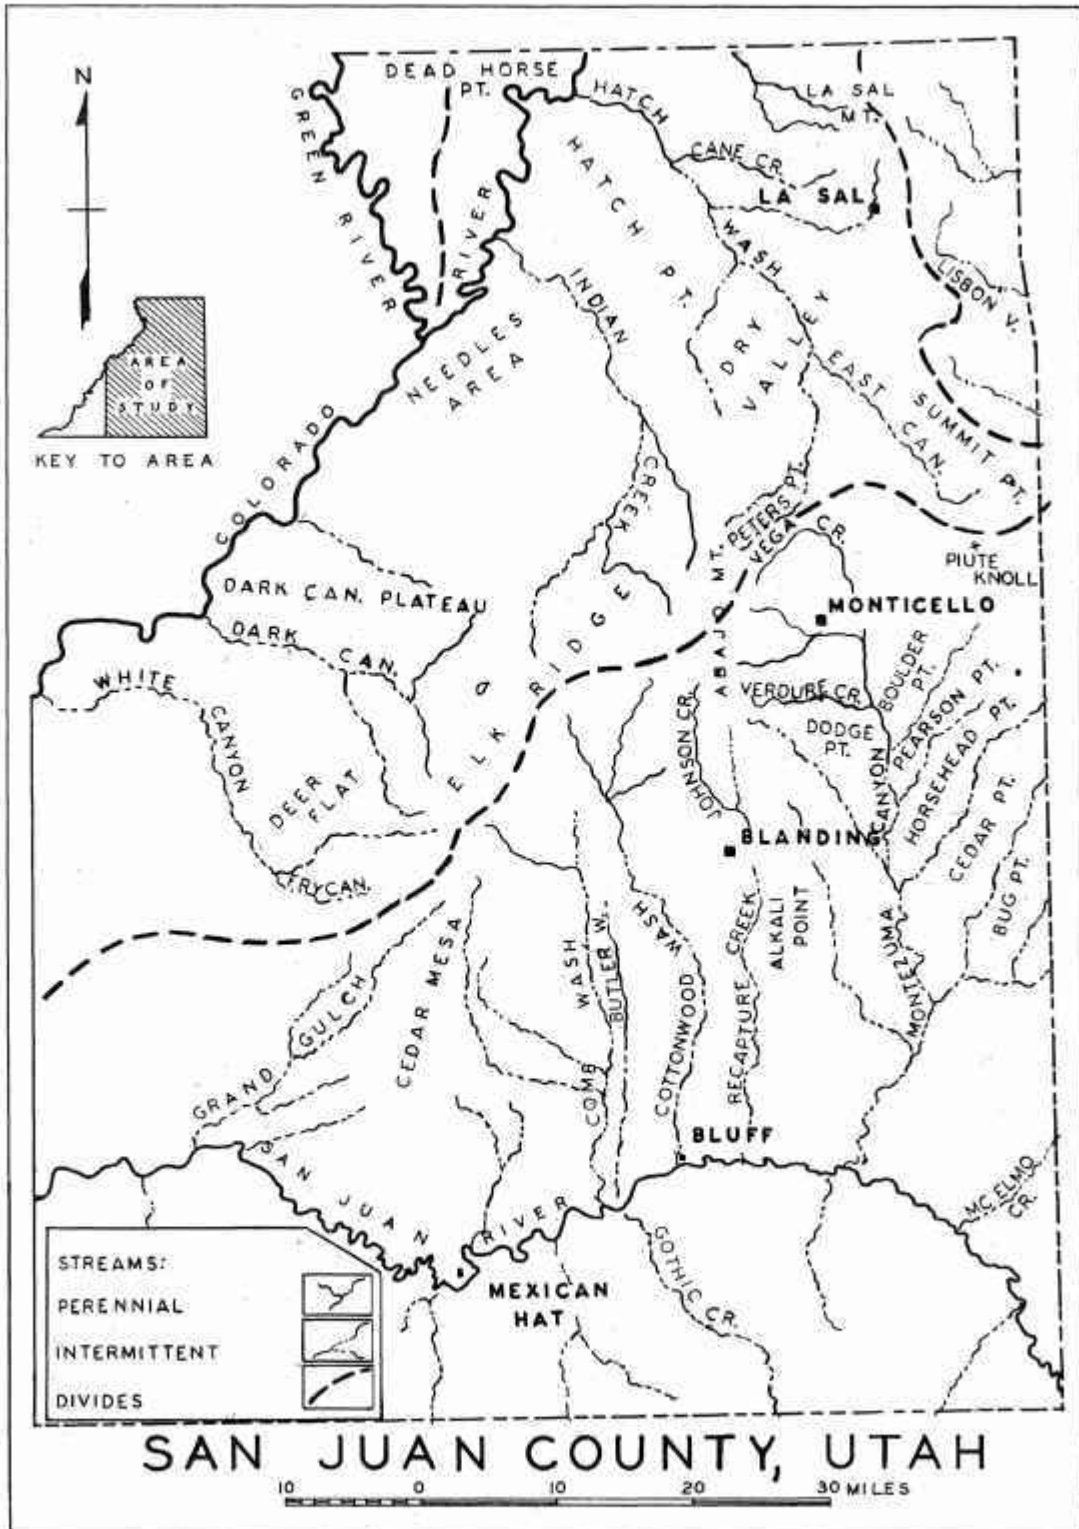 N
DEAD HORSE
PT.
GREEN RIVER
HATCH
LA SAL
MT.
CANE CR.
LA SAL
HATCH PT.
WASH
RIVER
INDIAN
LISBON V.
AREA
OF
STUDY
KEY TO AREA
NEEDLES
AREA
DRY
VALLEY
EAST
CAN.
SUMMIT PT.
COLORADO
CREEK
PETERS PT.
VEGA CR.
PIUTE
KNOLL
DARK CAN. PLATEAU
MONTICELLO
ABAJO MT.
DARK
CAN.
ELK RIDGE
BOULDER
PT.
WHITE
CANYON
VERDURE CR.
PEARSON PT.
DODGE
PT.
JOHNSON CR.
HORSEHEAD PT.
DEER
FLAT
CANYON
CEDAR PT.
BLANDING
FRY CAN.
BUG PT.
WASH
ALKALI
POINT
CEDAR MESA
WASH
BUTLER W.
MONTEZUMA
GRAND
GULCH
COTTONWOOD
RECAPTURE CREEK
COMB
BLUFF
SAN JUAN
RIVER
MC ELMO
CR.
GOTHIC CR.
MEXICAN
HAT
STREAMS:
PERENNIAL
INTERMITTENT
DIVIDES
SAN JUAN COUNTY, UTAH
10 0 10 20 30 MILES